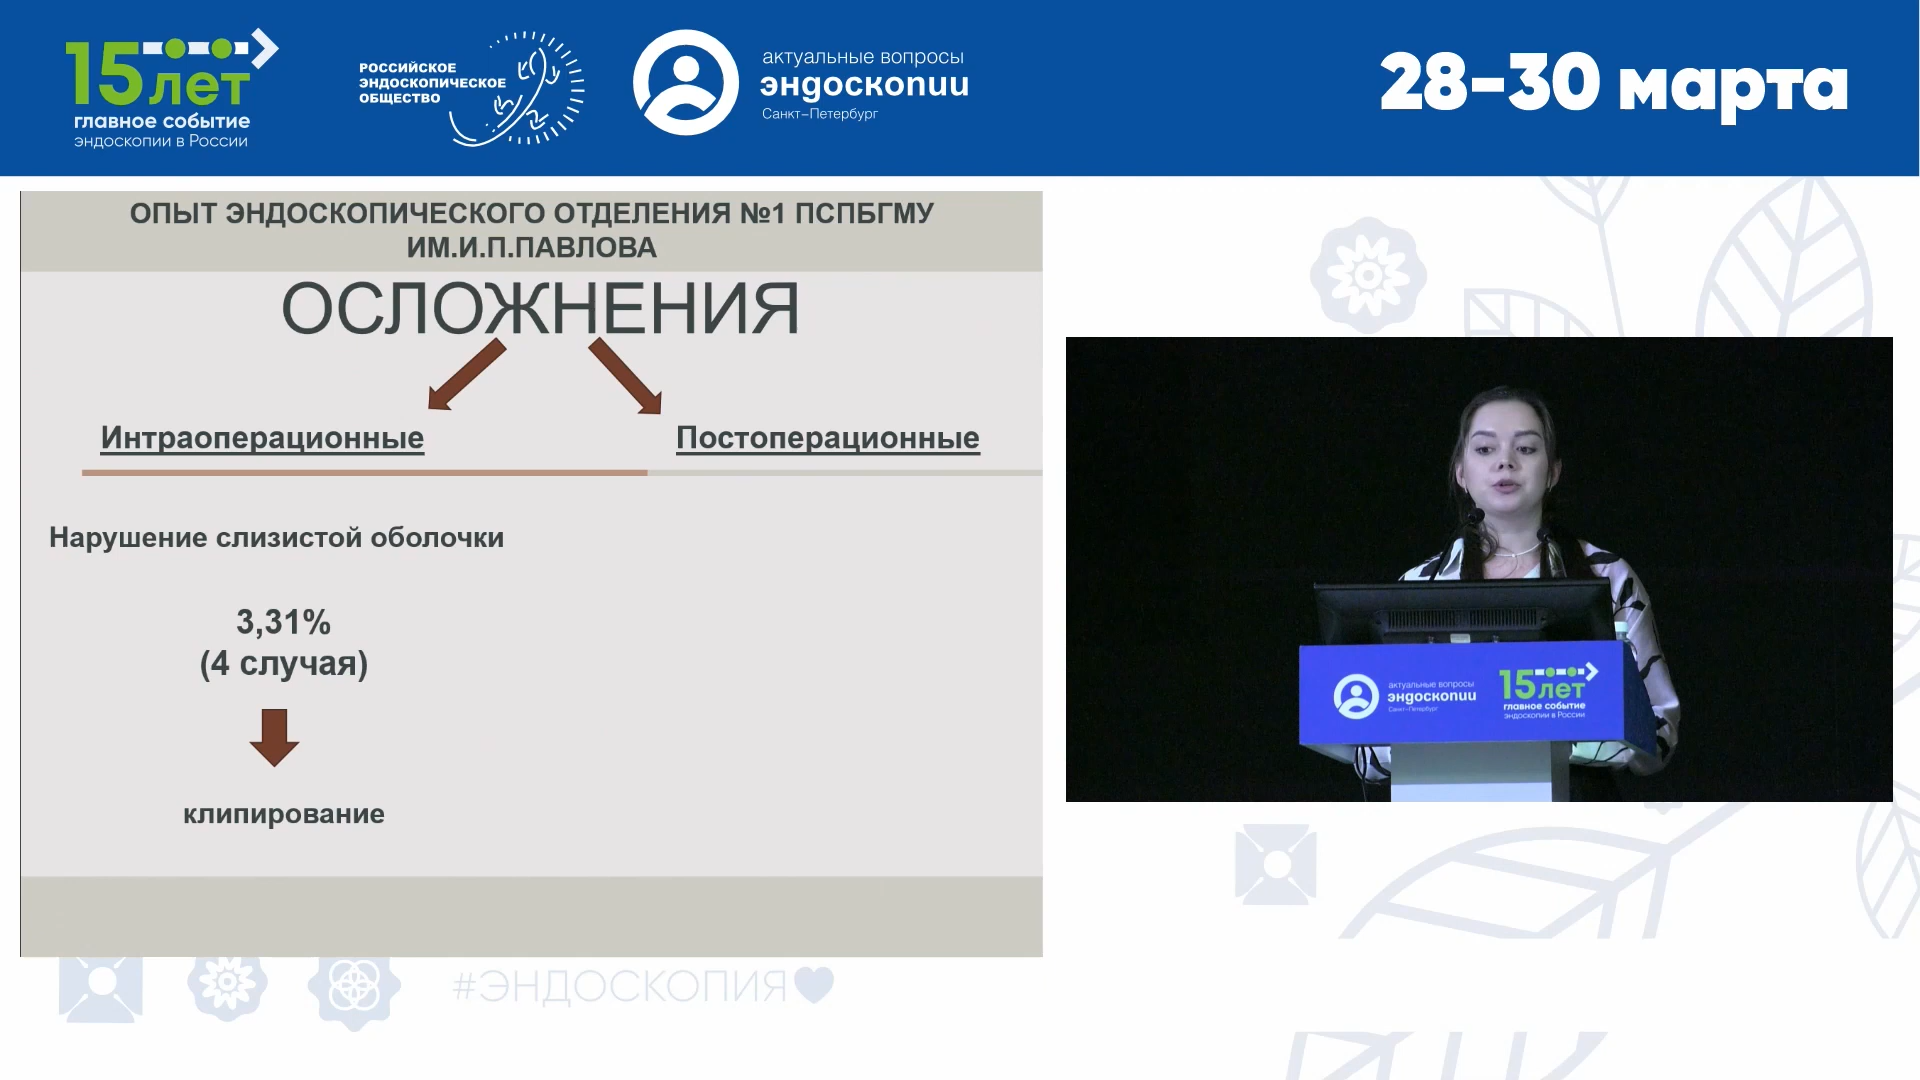 15 лет
главное событие
эндоскопии в России
РОССИЙСКОЕ
ЭНДОСКОПИЧЕСКОЕ
ОБЩЕСТВО
актуальные вопросы
эндоскопии
Санкт-Петербург
28-30 марта
ОПЫТ ЭНДОСКОПИЧЕСКОГО ОТДЕЛЕНИЯ №1 ПСПБГМУ
ИМ.И.П.ПАВЛОВА
ОСЛОЖНЕНИЯ
Интраоперационные
Постоперационные
Нарушение слизистой оболочки
3,31%
(4 случая)
клипирование
актуальные вопросы
эндоскопии
Санкт-Петербург
15 лет
главное событие
эндоскопии в России
#ЭНДОСКОПИЯ